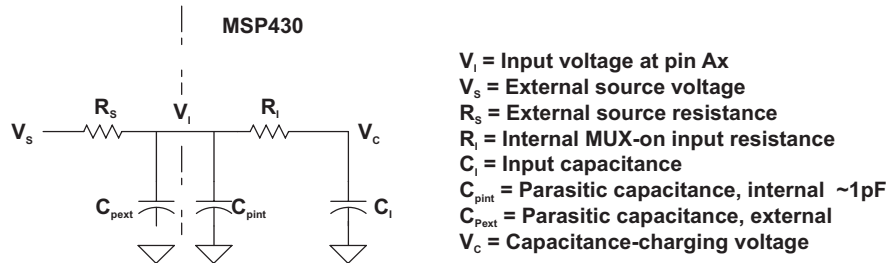 MSP430
V_S
R_S
V_I
R_I
V_C
C_pext
C_pint
C_I
V_I = Input voltage at pin Ax
V_S = External source voltage
R_S = External source resistance
R_I = Internal MUX-on input resistance
C_I = Input capacitance
C_pint = Parasitic capacitance, internal ~1pF
C_Pext = Parasitic capacitance, external
V_C = Capacitance-charging voltage